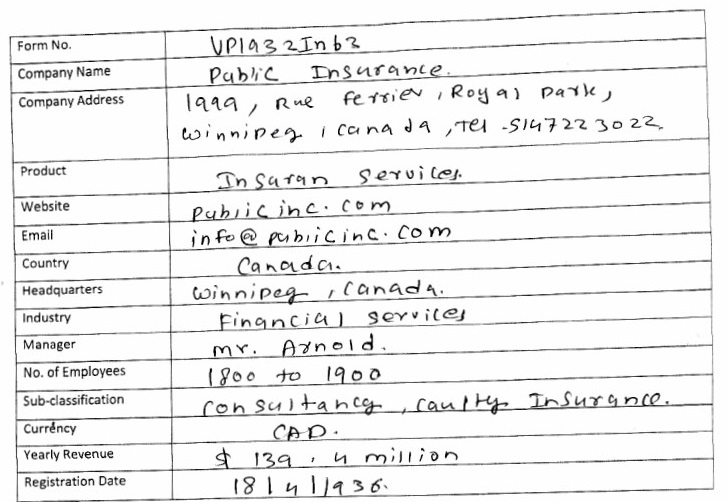 Form No. VP1932Inb3
Company Name Public Insurance.
Company Address 1999, Rue ferrier, Royal Park,
Winnipeg, Canada, Tel -5147223022.
Product Insuran Services.
Website Publicinc.com
Email info@publicinc.com
Country Canada.
Headquarters Winnipeg, Canada.
Industry Financial Services
Manager Mr. Arnold.
No. of Employees 1800 to 1900
Sub-classification Consultancy, Caulty Insurance.
Currency CAD.
Yearly Revenue $ 139.4 million
Registration Date 18/4/1936.